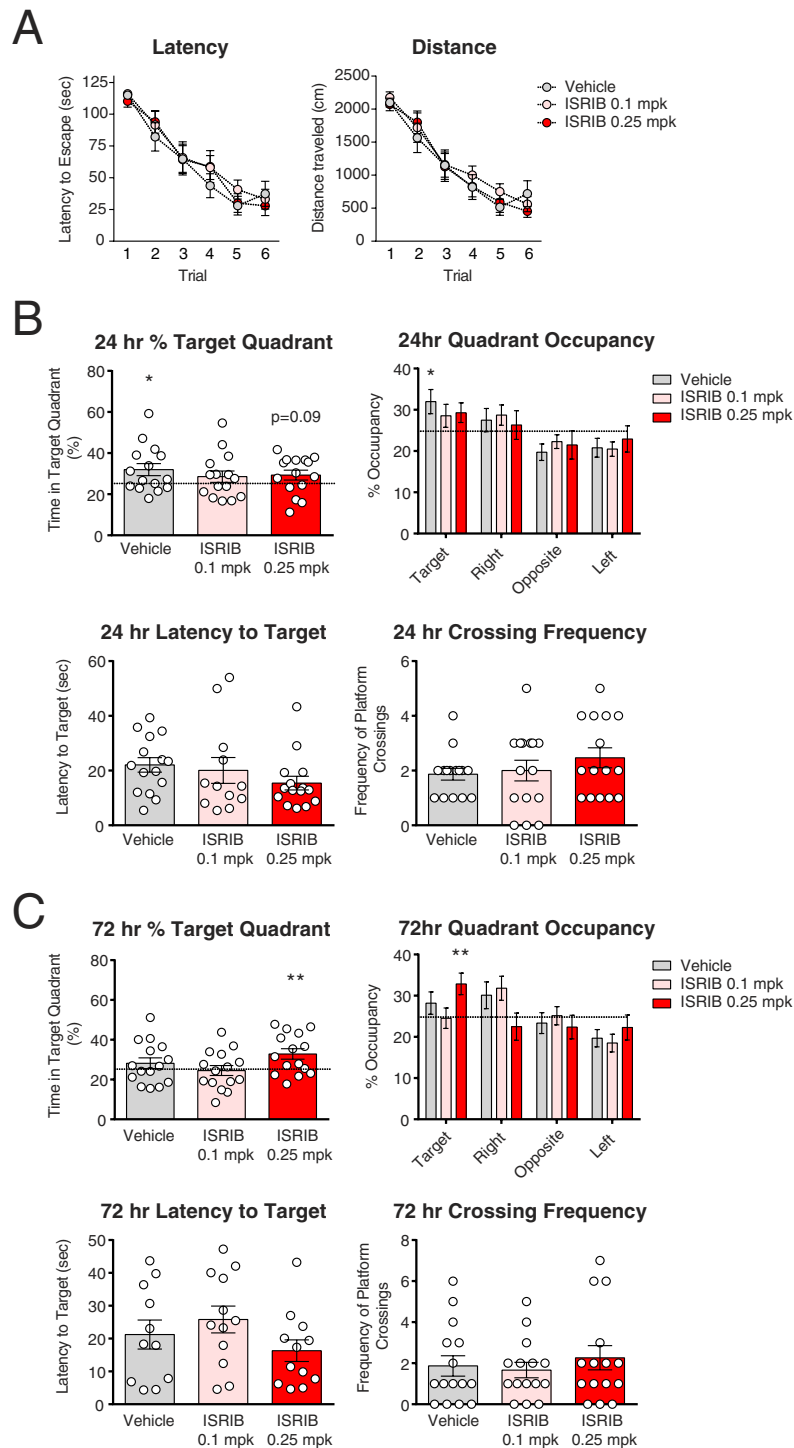 A
Latency
Distance
Latency to Escape (sec)
125
100
75
50
25
0
1 2 3 4 5 6
Trial
Distance traveled (cm)
2500
2000
1500
1000
500
0
1 2 3 4 5 6
Trial
Vehicle
ISRIB 0.1 mpk
ISRIB 0.25 mpk
B
24 hr % Target Quadrant
Time in Target Quadrant
(%)
80
60
40
20
0
*
p=0.09
Vehicle
ISRIB
0.1 mpk
ISRIB
0.25 mpk
24hr Quadrant Occupancy
% Occuupancy
40
30
20
10
0
*
Target
Right
Opposite
Left
Vehicle
ISRIB 0.1 mpk
ISRIB 0.25 mpk
24 hr Latency to Target
Latency to Target (sec)
60
40
20
0
Vehicle
ISRIB
0.1 mpk
ISRIB
0.25 mpk
24 hr Crossing Frequency
Frequency of Platform
Crossings
6
4
2
0
Vehicle
ISRIB
0.1 mpk
ISRIB
0.25 mpk
C
72 hr % Target Quadrant
Time in Target Quadrant
(%)
80
60
40
20
0
**
Vehicle
ISRIB
0.1 mpk
ISRIB
0.25 mpk
72hr Quadrant Occupancy
% Occuupancy
40
30
20
10
0
**
Target
Right
Opposite
Left
Vehicle
ISRIB 0.1 mpk
ISRIB 0.25 mpk
72 hr Latency to Target
Latency to Target (sec)
50
40
30
20
10
0
Vehicle
ISRIB
0.1 mpk
ISRIB
0.25 mpk
72 hr Crossing Frequency
Frequency of Platform
Crossings
8
6
4
2
0
Vehicle
ISRIB
0.1 mpk
ISRIB
0.25 mpk